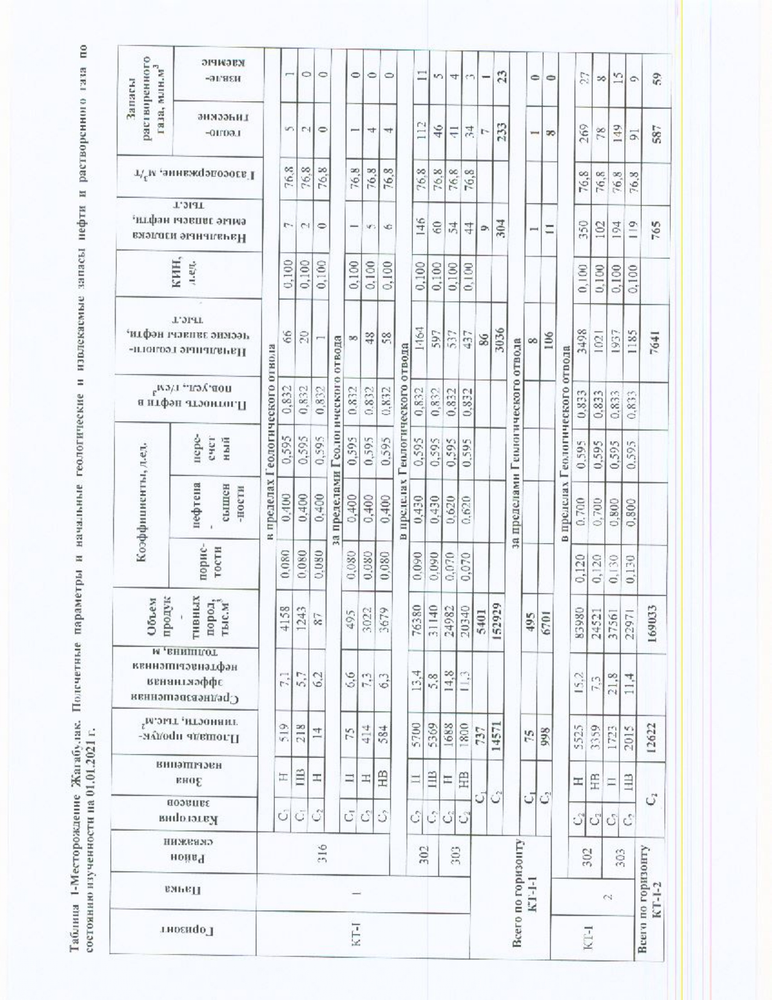 Таблица 1-Месторождение Жагабулак. Подсчетные параметры и начальные геологические и извлекаемые запасы нефти и растворенного газа по
состоянию изученности на 01.01.2021 г.
Горизонт Пачка Район скважин Категория запасов Зона насыщения Площадь продук-тивности, тыс.м² Средневзвешенная эффективная нефтенасыщенная толщина, м Объем продук-тивных пород, тыс.м³ Коэффициенты, д.ед. Плотность нефти в пов.усл., г/см³ Начальные геологи-ческие запасы нефти, тыс.т КИН, д.ед. Начальные извлека емые запасы нефти, тыс.т Газосодержание, м³/т Запасы растворенного газа, млн.м³
порис-тости нефтена - сыщен -ности пере-счет ный геоло-гические извле-каемые
в пределах Геологического отвода
КТ-I 1 316 C₁ Н 519 7,1 4158 0,080 0,400 0,595 0,832 66 0,100 7 76,8 5 1
C₁ НВ 218 5,7 1243 0,080 0,400 0,595 0,832 20 0,100 2 76,8 2 0
C₂ Н 14 6,2 87 0,080 0,400 0,595 0,832 1 0,100 0 76,8 0 0
за пределами Геологического отвода
C₁ Н 75 6,6 495 0,080 0,400 0,595 0,832 8 0,100 1 76,8 1 0
C₂ Н 414 7,3 3022 0,080 0,400 0,595 0,832 48 0,100 5 76,8 4 0
C₂ НВ 584 6,3 3679 0,080 0,400 0,595 0,832 58 0,100 6 76,8 4 0
в пределах Геологического отвода
302 C₂ Н 5700 13,4 76380 0,090 0,430 0,595 0,832 1464 0,100 146 76,8 112 11
C₂ НВ 5369 5,8 31140 0,090 0,430 0,595 0,832 597 0,100 60 76,8 46 5
303 C₂ Н 1688 14,8 24982 0,070 0,620 0,595 0,832 537 0,100 54 76,8 41 4
C₂ НВ 1800 11,3 20340 0,070 0,620 0,595 0,832 437 0,100 44 76,8 34 3
Всего по горизонту КТ-I-1 C₁ 737 5401 86 9 7 1
C₂ 14571 152929 3036 304 233 23
за пределами Геологического отвода
C₁ 75 495 8 1 1 0
C₂ 998 6701 106 11 8 0
в пределах Геологического отвода
КТ-I 2 302 C₂ Н 5525 15,2 83980 0,120 0,700 0,595 0,833 3498 0,100 350 76,8 269 27
C₂ НВ 3359 7,3 24521 0,120 0,700 0,595 0,833 1021 0,100 102 76,8 78 8
303 C₂ Н 1723 21,8 37561 0,130 0,800 0,595 0,833 1937 0,100 194 76,8 149 15
C₂ НВ 2015 11,4 22971 0,130 0,800 0,595 0,833 1185 0,100 119 76,8 91 9
Всего по горизонту КТ-I-2 C₂ 12622 169033 7641 765 587 59